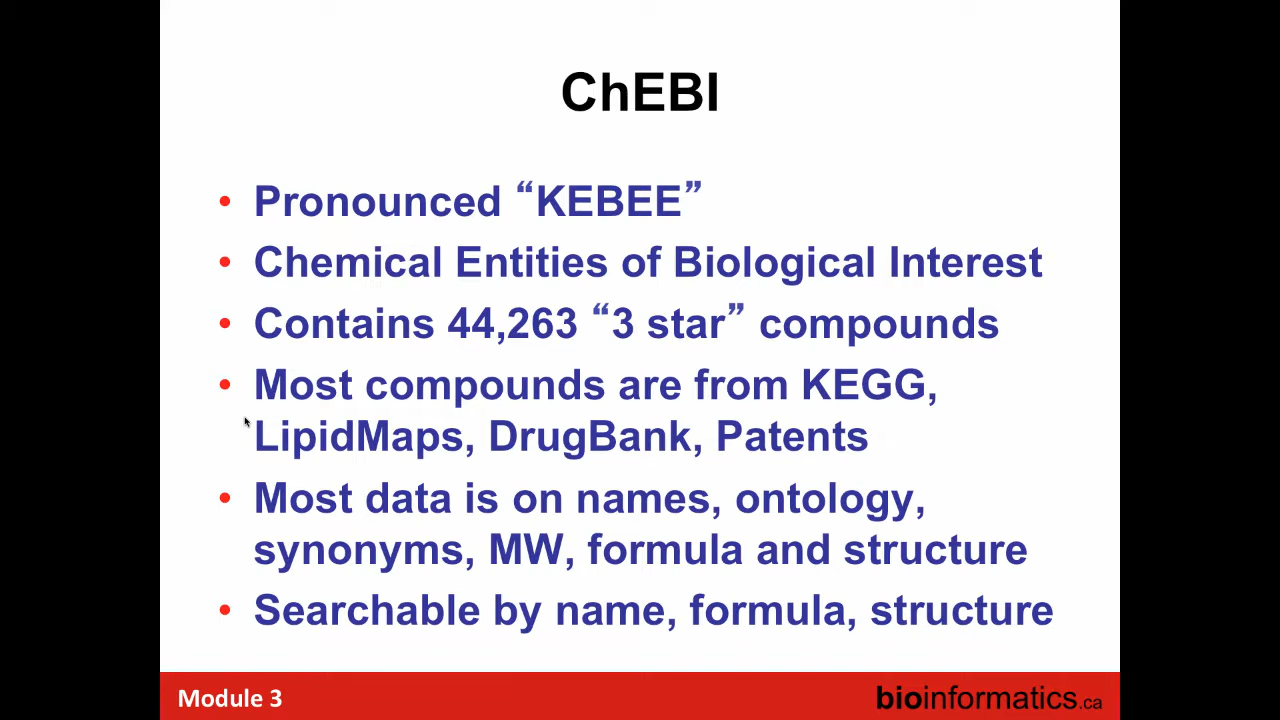 ChEBI
• Pronounced “KEBEE”
• Chemical Entities of Biological Interest
• Contains 44,263 “3 star” compounds
• Most compounds are from KEGG,
LipidMaps, DrugBank, Patents
• Most data is on names, ontology,
synonyms, MW, formula and structure
• Searchable by name, formula, structure
Module 3
bioinformatics.ca